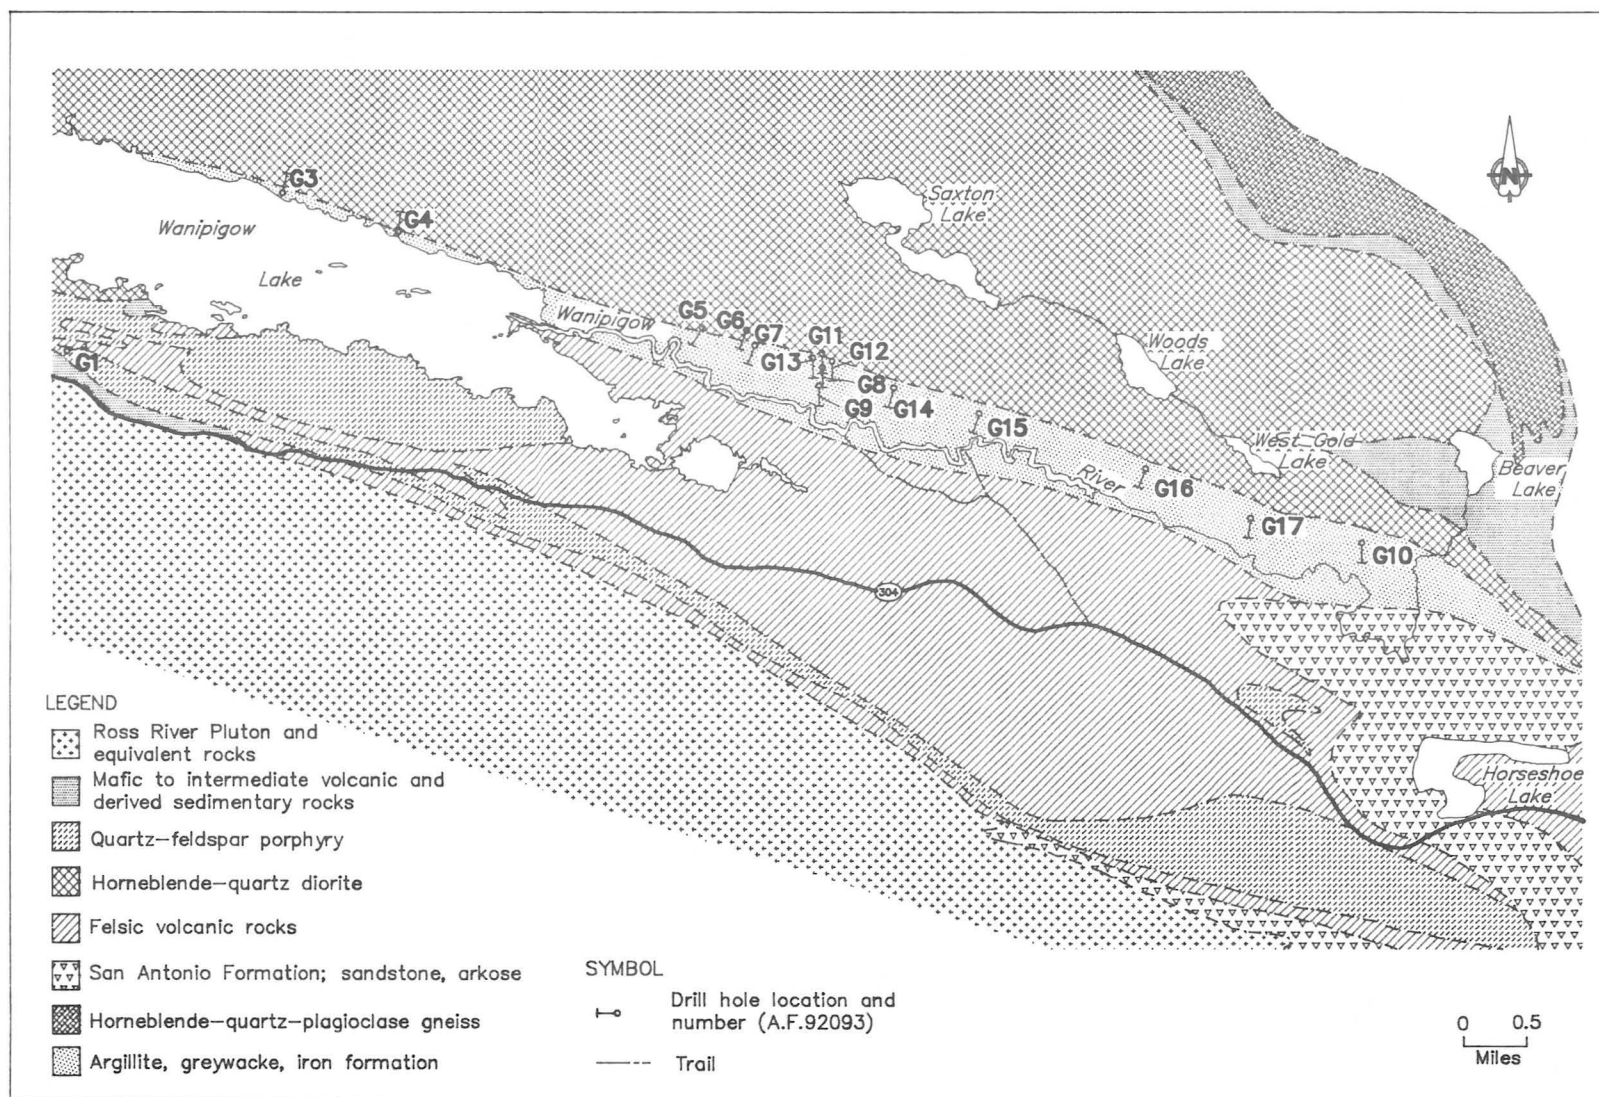 N
G3
G4
Saxton
Lake
Wanipigow
Lake
Wanipigow
G5
G6
G7
G11
G13
G12
G8
G9
G14
G15
Woods
Lake
West Gold
Lake
Beaver
Lake
River
G16
G17
G10
G1
304
Horseshoe
Lake
LEGEND
Ross River Pluton and
equivalent rocks
Mafic to intermediate volcanic and
derived sedimentary rocks
Quartz-feldspar porphyry
Horneblende-quartz diorite
Felsic volcanic rocks
San Antonio Formation; sandstone, arkose
Horneblende-quartz-plagioclase gneiss
Argillite, greywacke, iron formation
SYMBOL
Drill hole location and
number (A.F.92093)
Trail
0 0.5
Miles